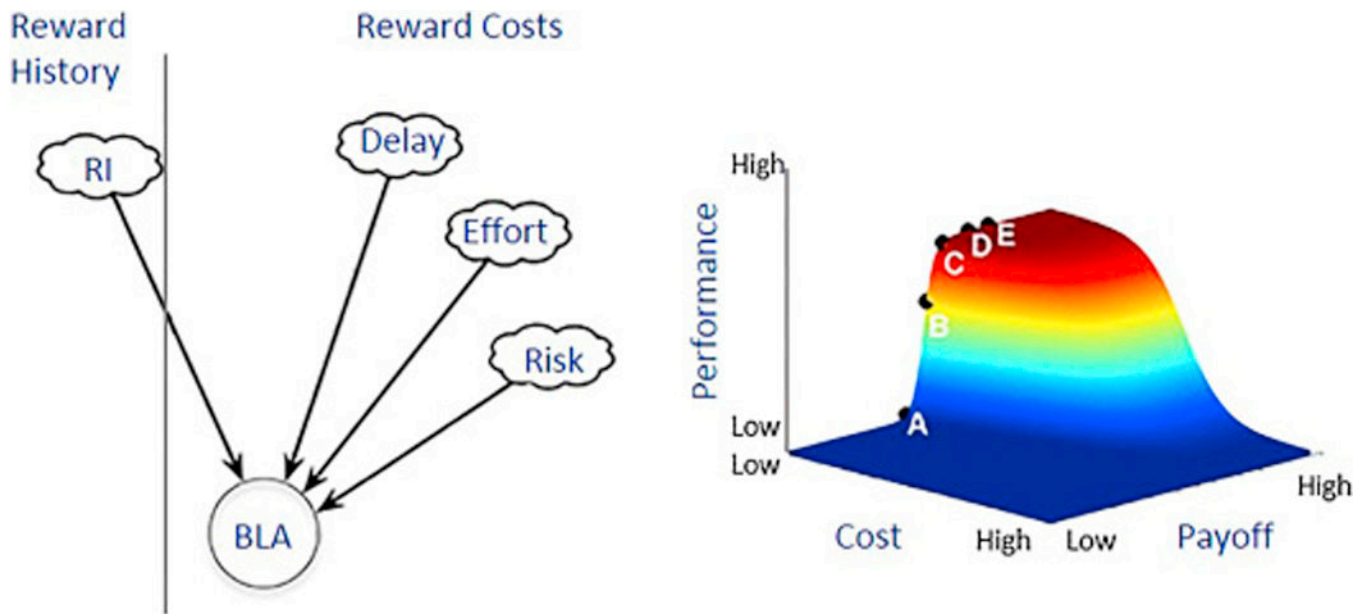 Reward
History
Reward Costs
RI
Delay
Effort
Risk
BLA
High
Performance
Low
Low
A
B
C
D
E
Cost
High
Low
Payoff
High